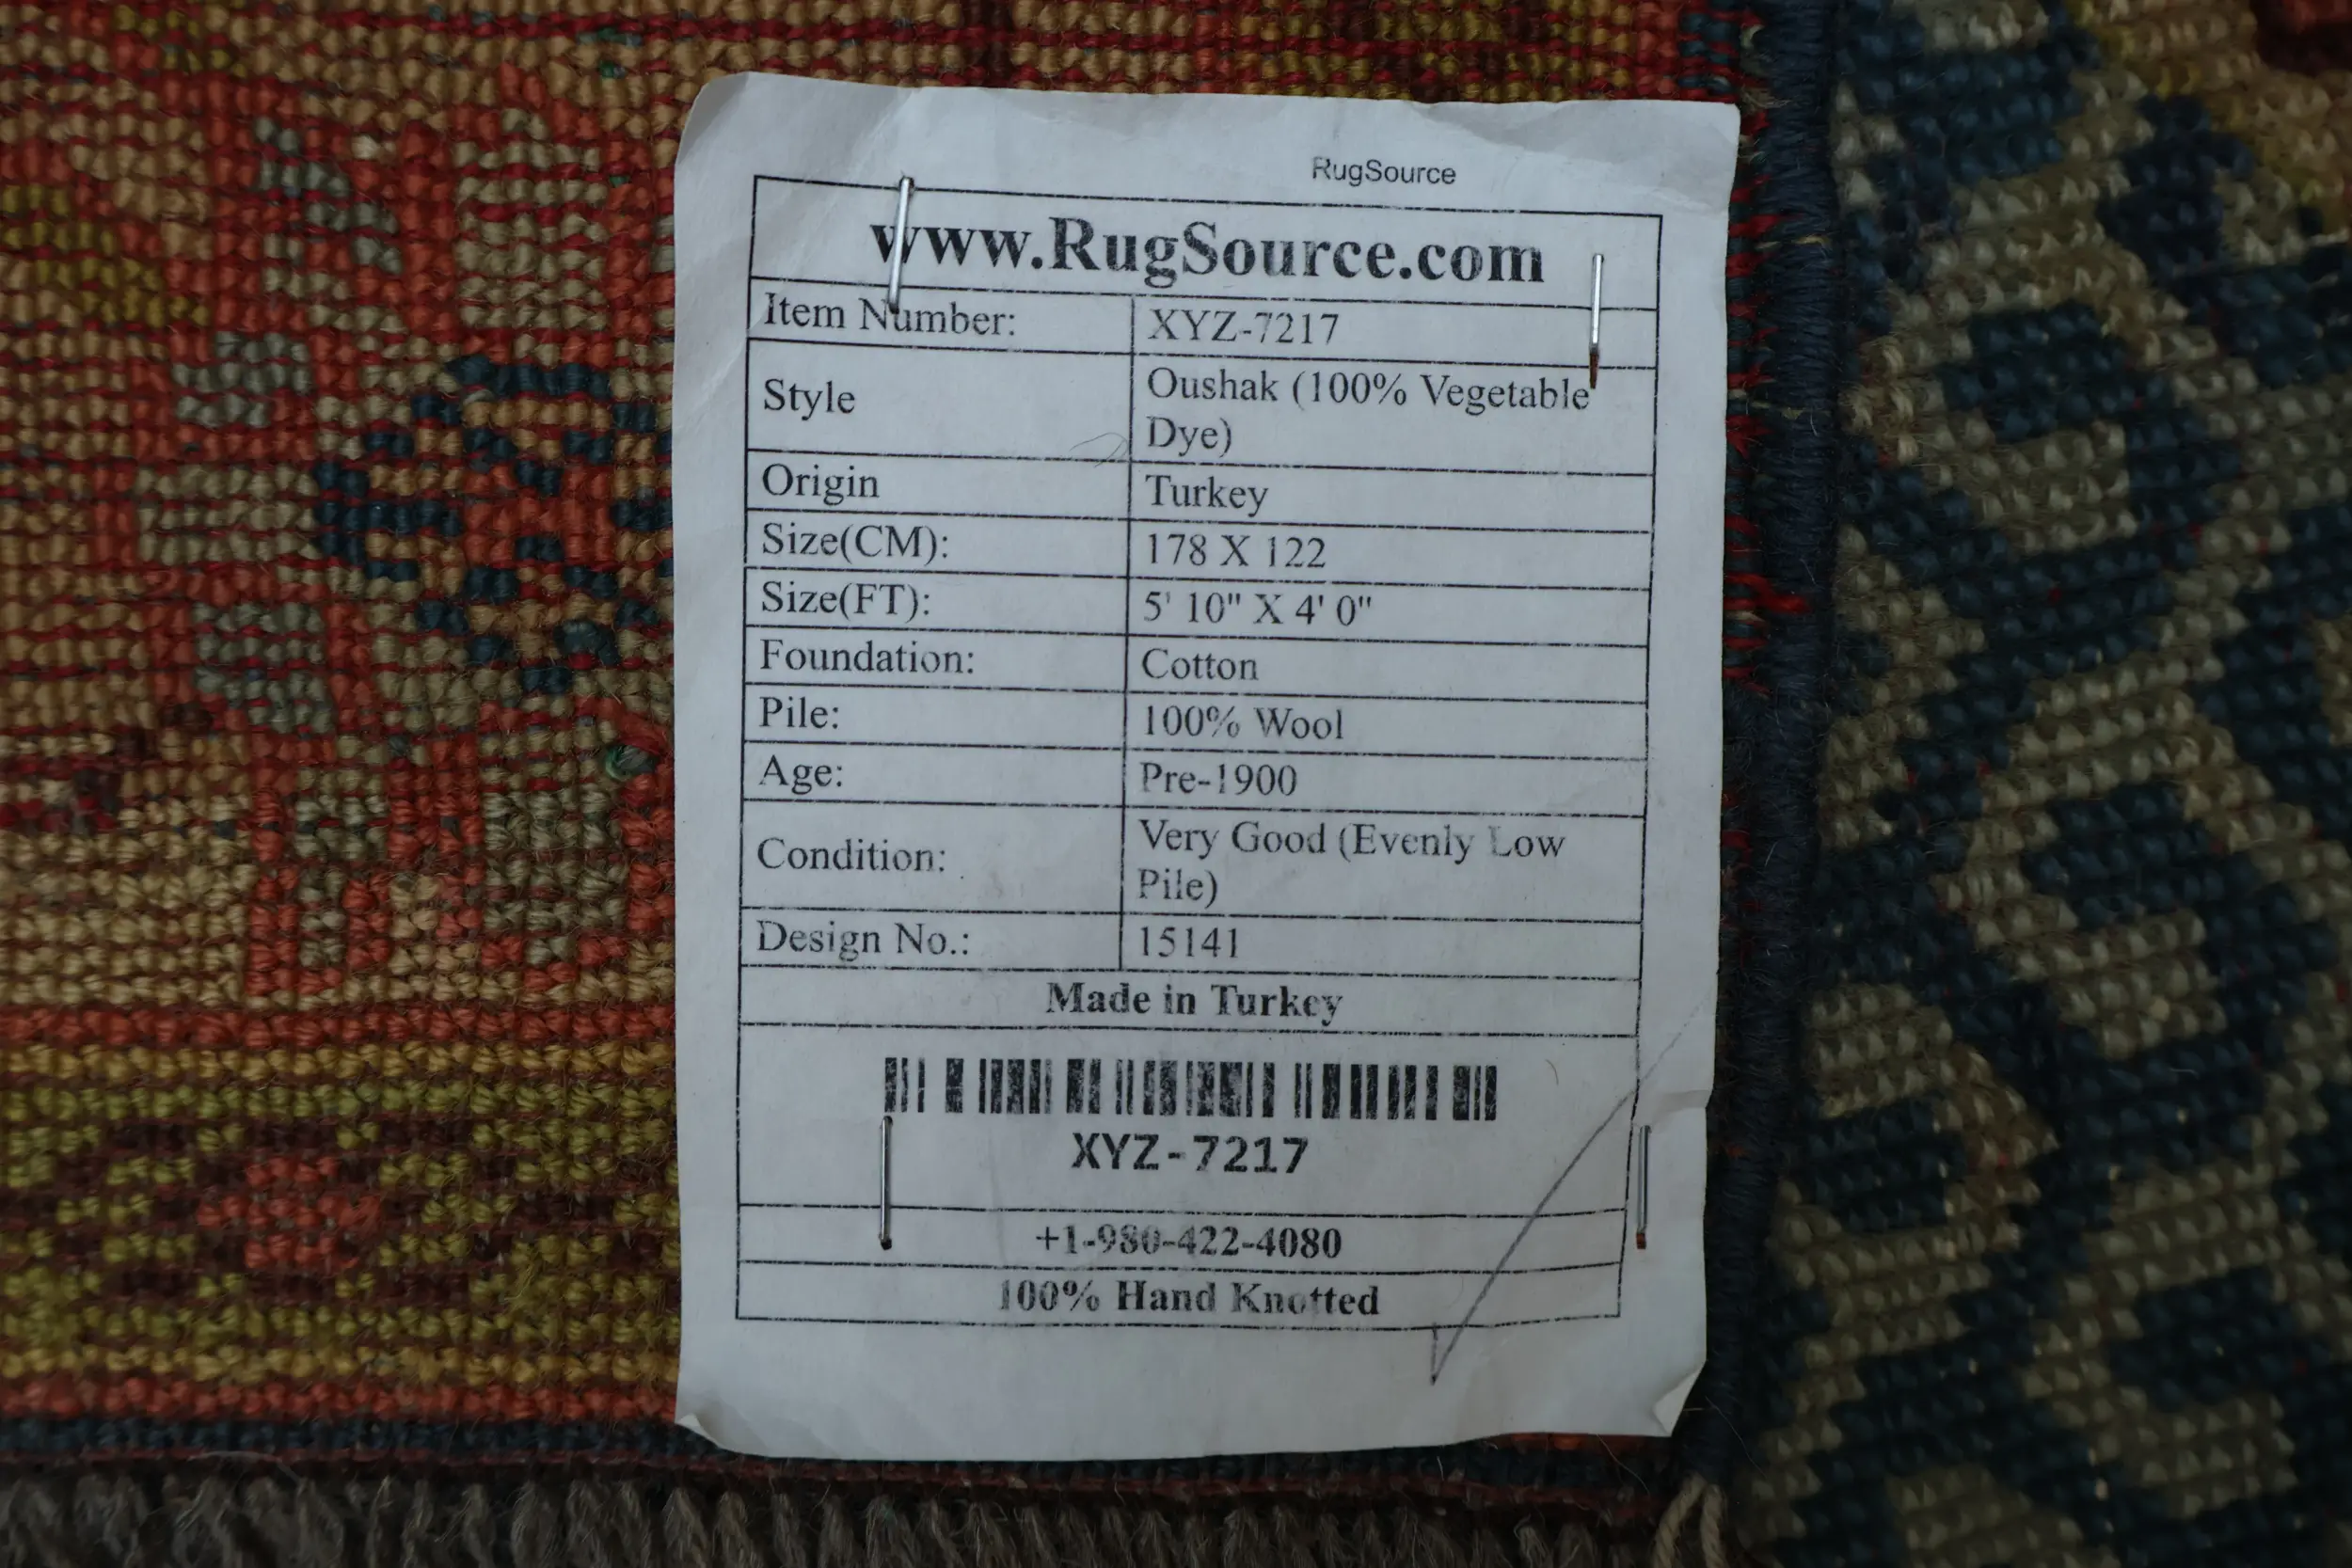 RugSource
www.RugSource.com
Item Number: XYZ-7217
Style Oushak (100% Vegetable
Dye)
Origin Turkey
Size(CM): 178 X 122
Size(FT): 5' 10" X 4' 0"
Foundation: Cotton
Pile: 100% Wool
Age: Pre-1900
Condition: Very Good (Evenly Low
Pile)
Design No.: 15141
Made in Turkey
XYZ-7217
+1-980-422-4080
100% Hand Knotted